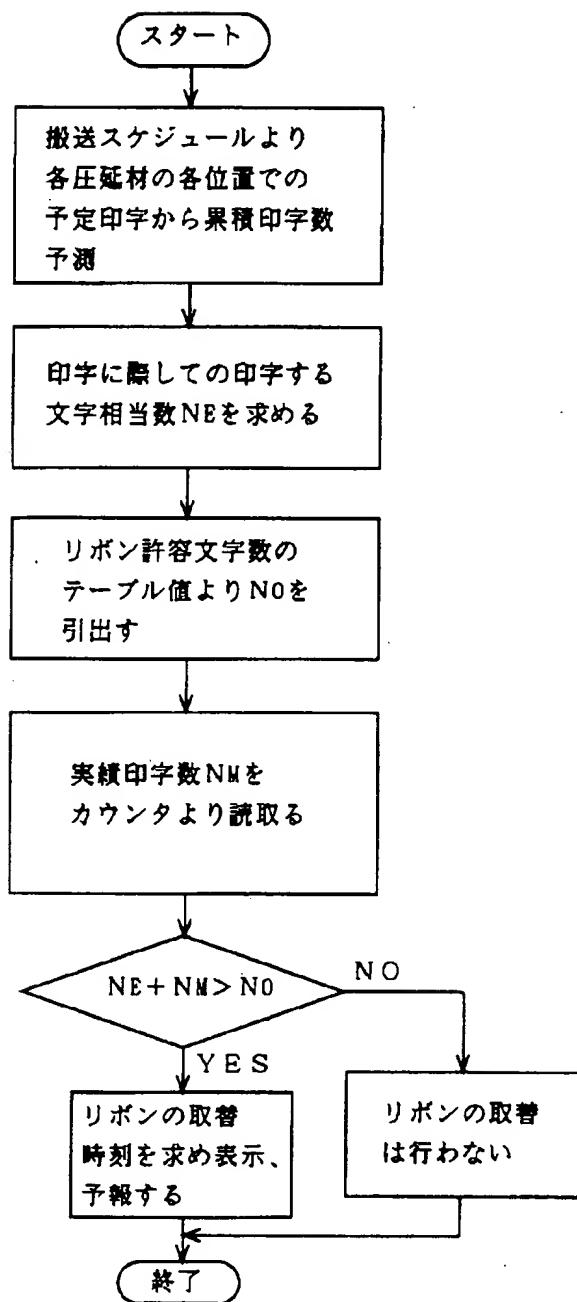 スタート
搬送スケジュールより
各圧延材の各位置での
予定印字から累積印字数
予測
印字に際しての印字する
文字相当数NEを求める
リボン許容文字数の
テーブル値よりN0を
引出す
実績印字数NMを
カウンタより読取る
NE+NM>N0
NO
YES
リボンの取替
時刻を求め表示、
予報する
リボンの取替
は行わない
終了